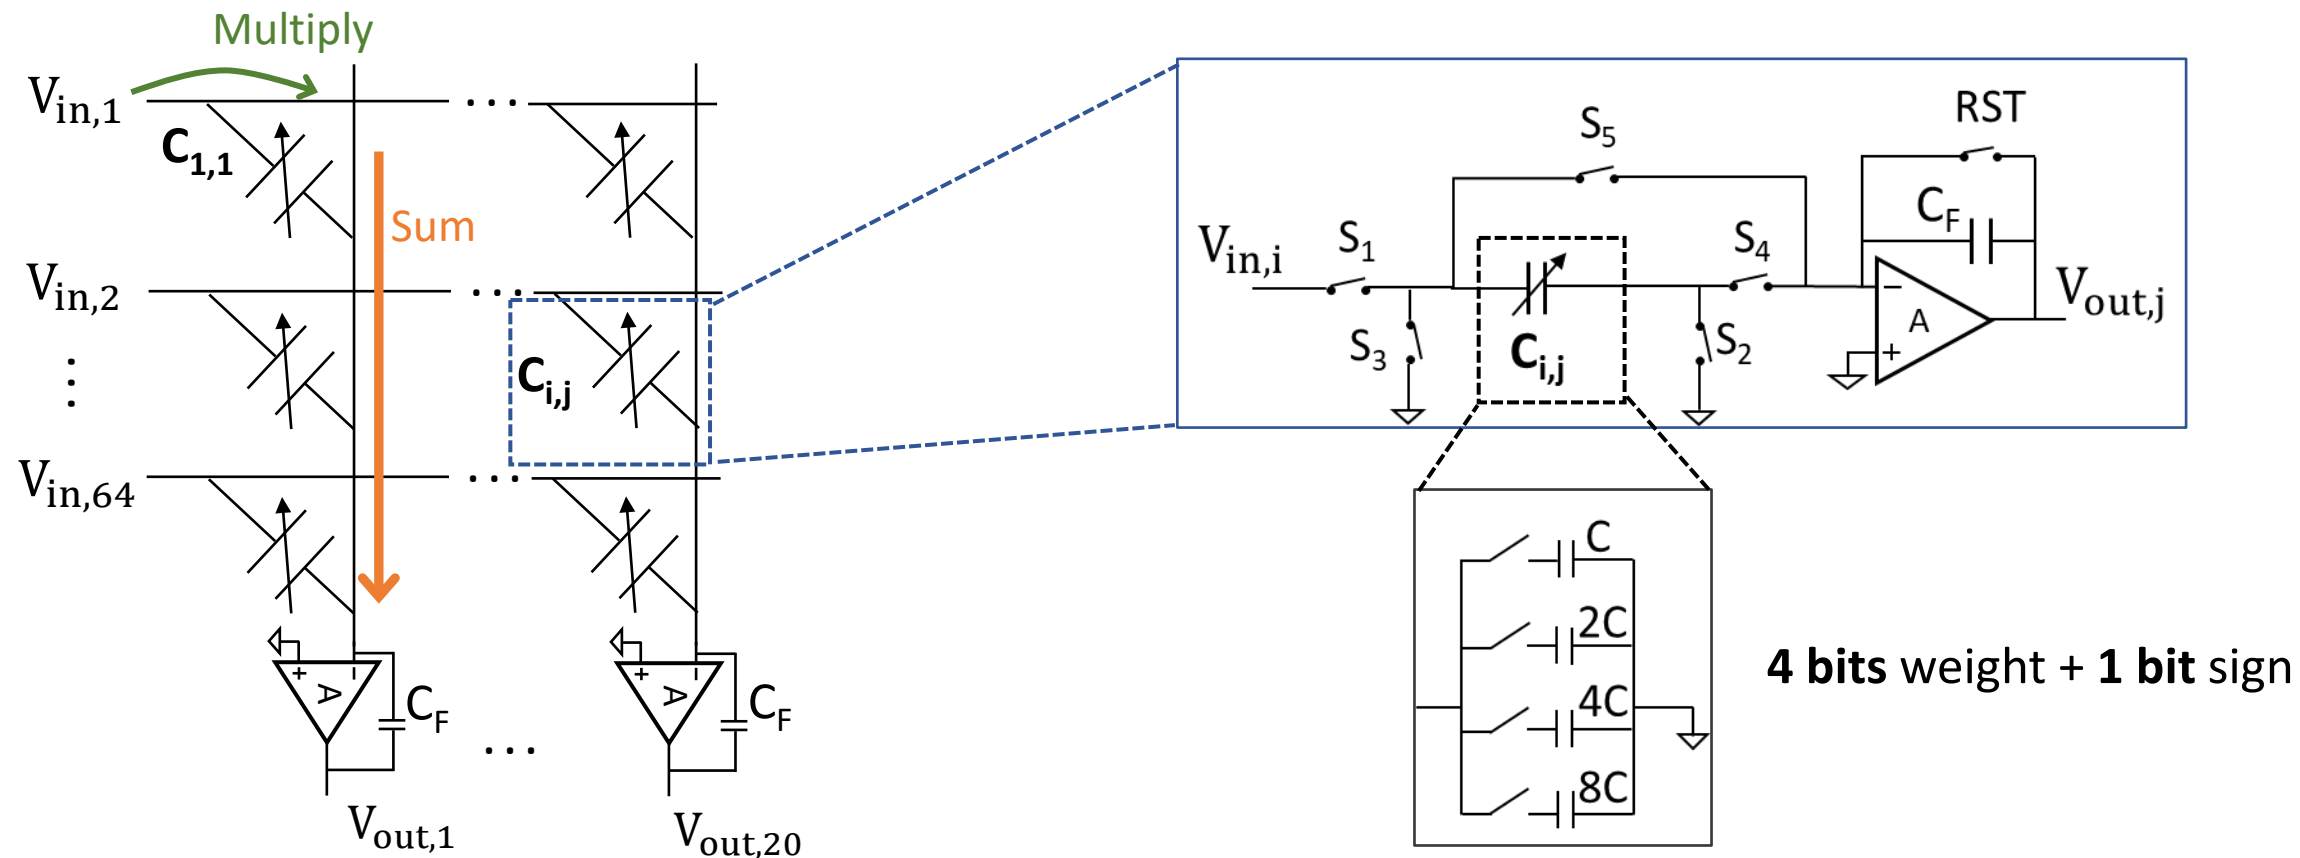 Multiply
V_in,1
C_1,1
Sum
V_in,2
C_i,j
V_in,64
+
−
A
C_F
V_out,1
+
−
A
C_F
V_out,20
RST
S_5
C_F
V_in,i
S_1
S_4
−
A
+
V_out,j
S_3
C_i,j
S_2
C
2C
4C
8C
4 bits weight + 1 bit sign